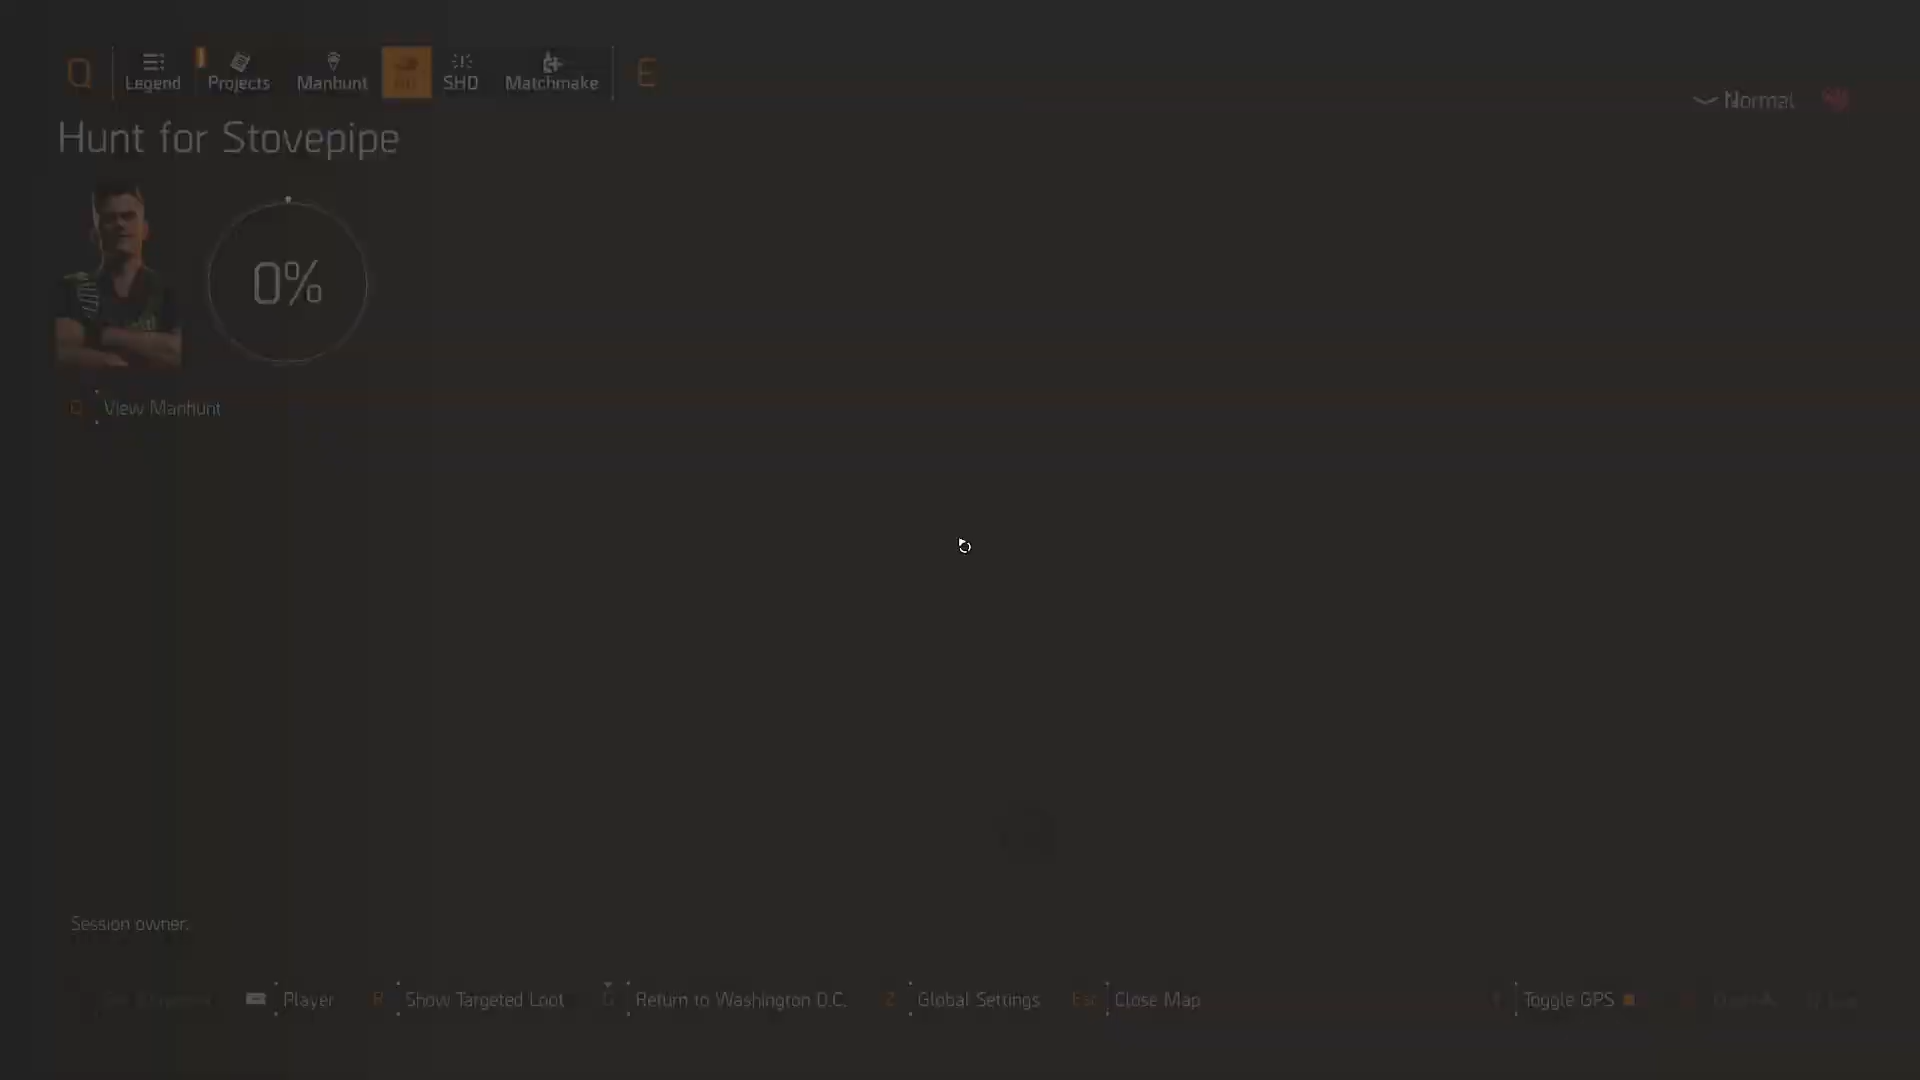 Q Legend Projects Manhunt SHD Matchmake E
Normal
Hunt for Stovepipe
0%
View Manhunt
Session owner.
Player R Show Targeted Loot G Return to Washington D.C. Z Global Settings Esc Close Map Toggle GPS